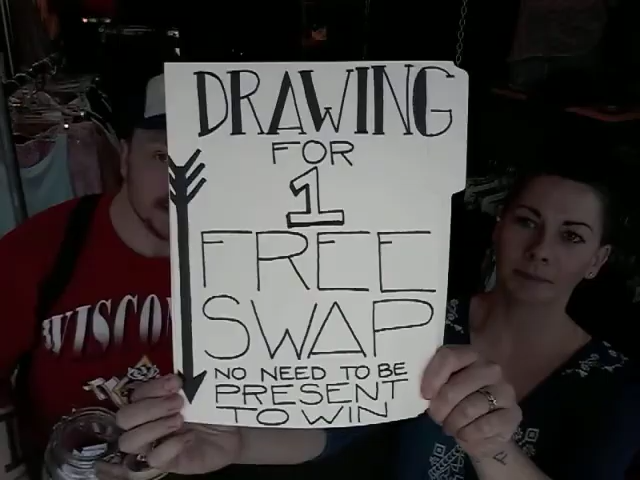 DRAWING
FOR
1
FREE
SWAP
NO NEED TO BE
PRESENT
TO WIN